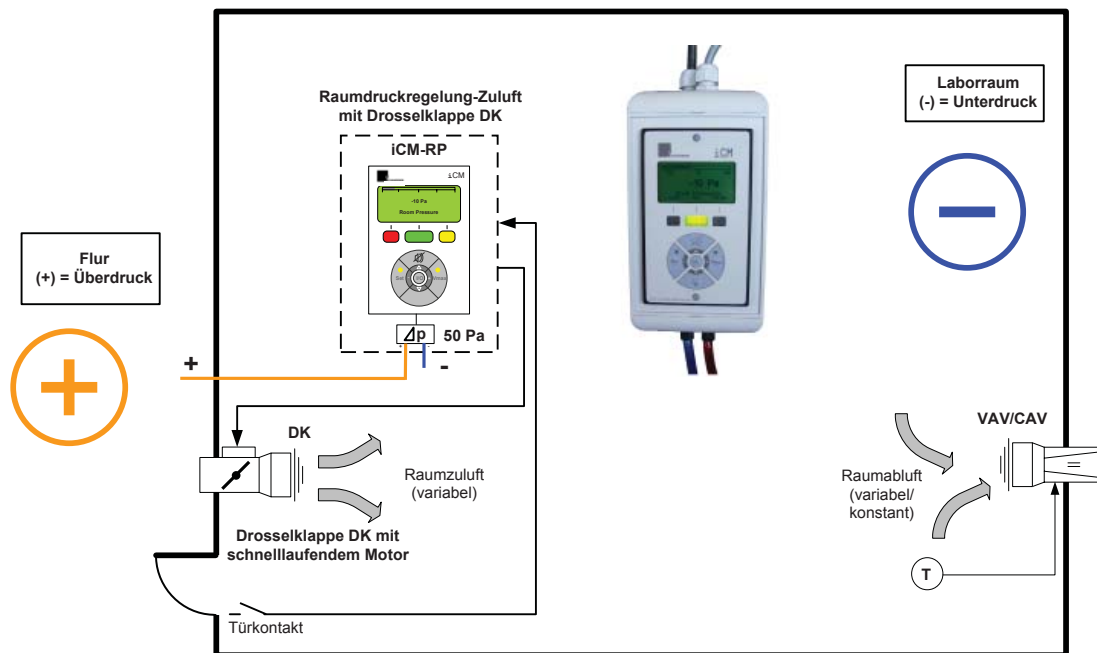 Raumdruckregelung-Zuluft
mit Drosselklappe DK
iCM-RP
iCM
-10 Pa
Room Pressure
Δp
50 Pa
+
-
Flur
(+) = Überdruck
iCM
-10 Pa
Laborraum
(-) = Unterdruck
DK
Raumzuluft
(variabel)
Drosselklappe DK mit
schnelllaufendem Motor
Türkontakt
VAV/CAV
Raumabluft
(variabel/
konstant)
T